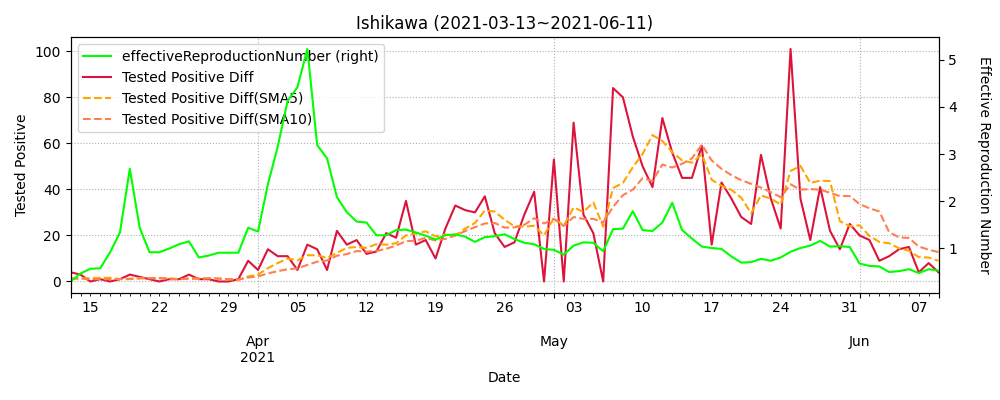 Ishikawa (2021-03-13~2021-06-11)
effectiveReproductionNumber (right)
Tested Positive Diff
Tested Positive Diff(SMA5)
Tested Positive Diff(SMA10)
Tested Positive
100
80
60
40
20
0
5
4
3
2
1
Effective Reproduction Number
15 22 29 05 12 19 26 03 10 17 24 31 07
Apr May Jun
2021
Date